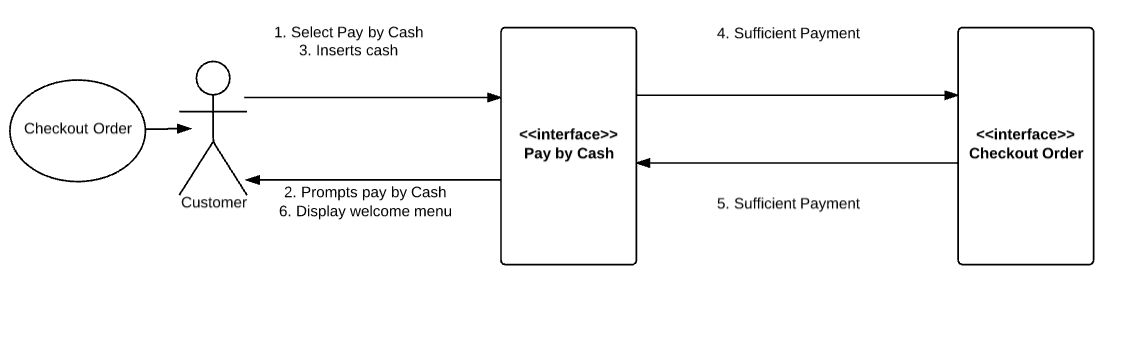 1. Select Pay by Cash
3. Inserts cash
4. Sufficient Payment
Checkout Order
<<interface>>
Pay by Cash
<<interface>>
Checkout Order
2. Prompts pay by Cash
6. Display welcome menu
Customer
5. Sufficient Payment